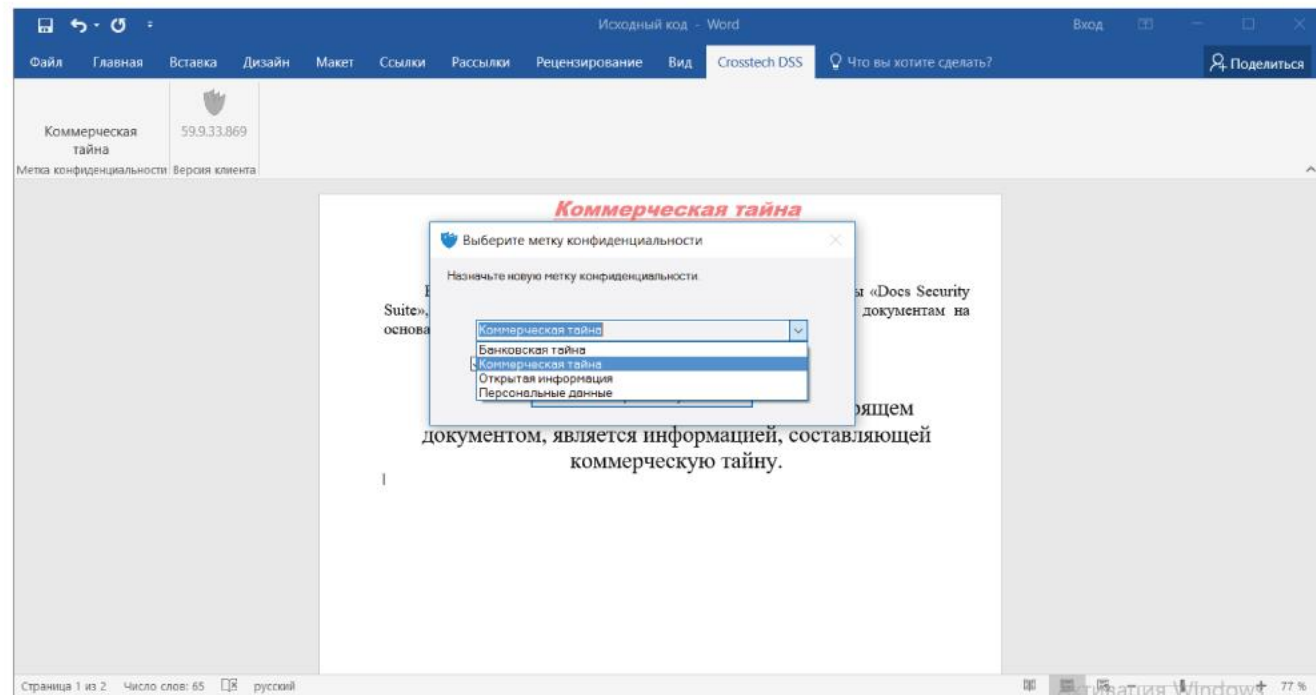 Исходный код - Word
Вход
Файл Главная Вставка Дизайн Макет Ссылки Рассылки Рецензирование Вид Crosstech DSS Что вы хотите сделать? Поделиться
Коммерческая
тайна
59.9.33.869
Метка конфиденциальности Версия клиента
Коммерческая тайна
Выберите метку конфиденциальности
Назначьте новую метку конфиденциальности
ы «Docs Security
Suite»,
документам на
основа
Коммерческая тайна
Банковская тайна
Коммерческая тайна
Открытая информация
Персональные данные
ящем
документом, является информацией, составляющей
коммерческую тайну.
Страница 1 из 2 Число слов: 65 русский
Активация Windows
77 %